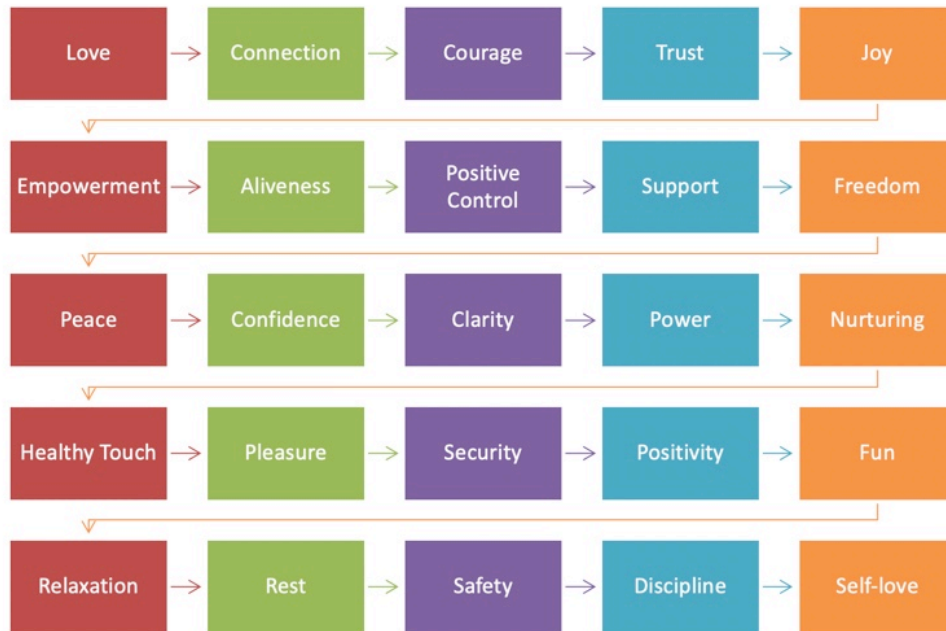 Love
Connection
Courage
Trust
Joy
Empowerment
Aliveness
Positive
Control
Support
Freedom
Peace
Confidence
Clarity
Power
Nurturing
Healthy Touch
Pleasure
Security
Positivity
Fun
Relaxation
Rest
Safety
Discipline
Self-love